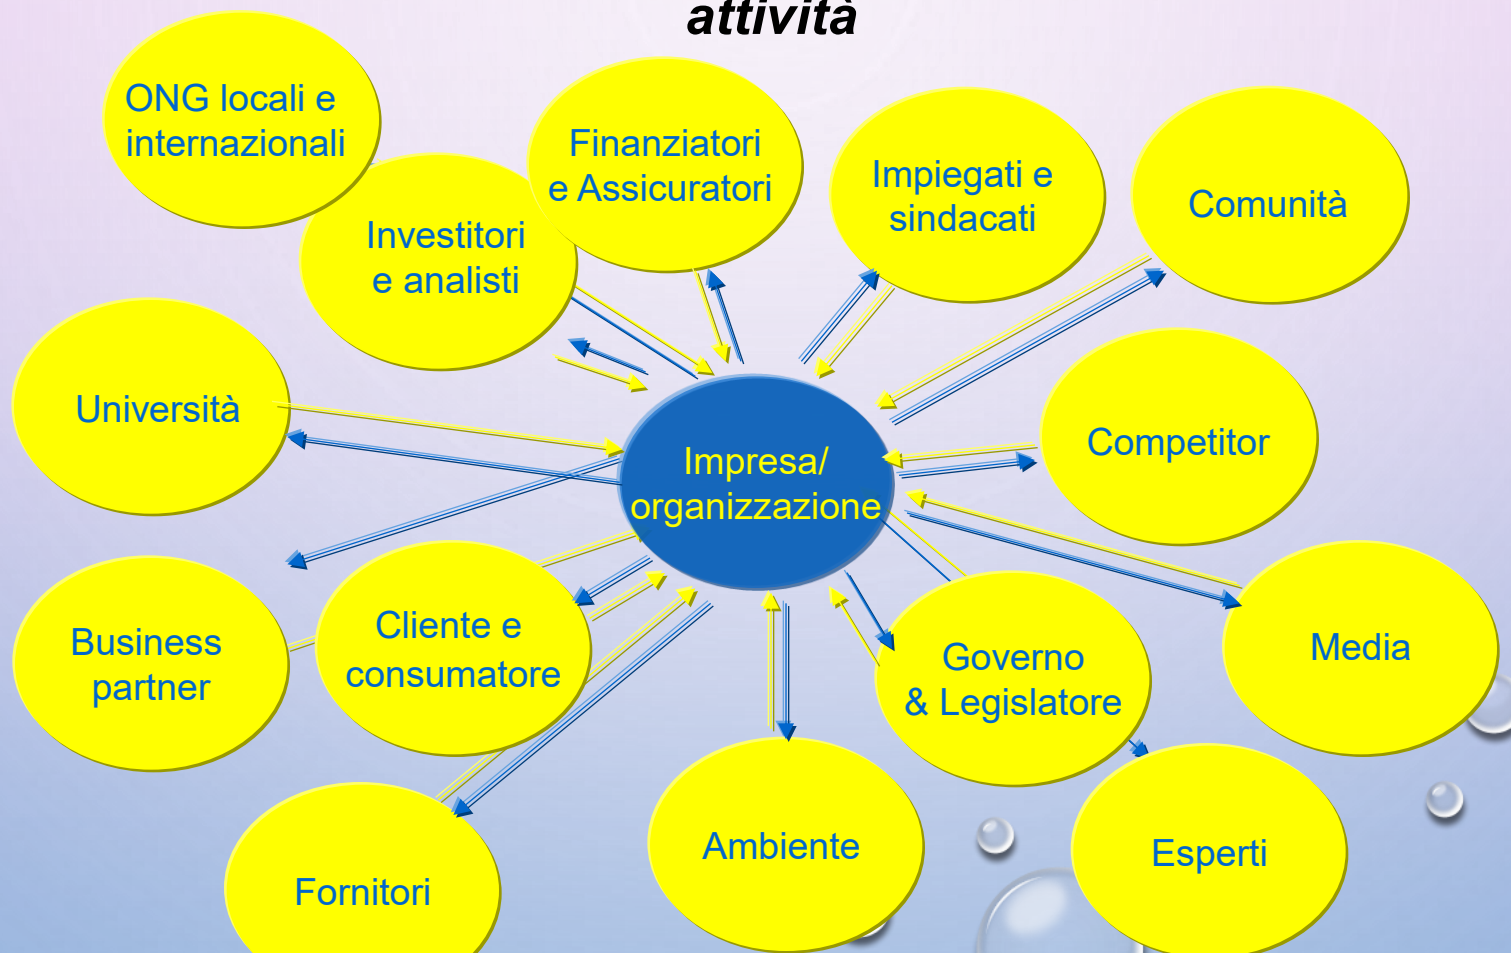 attività
ONG locali e
internazionali
Finanziatori
e Assicuratori
Impiegati e
sindacati
Comunità
Investitori
e analisti
Università
Impresa/
organizzazione
Competitor
Business
partner
Cliente e
consumatore
Governo
& Legislatore
Media
Fornitori
Ambiente
Esperti